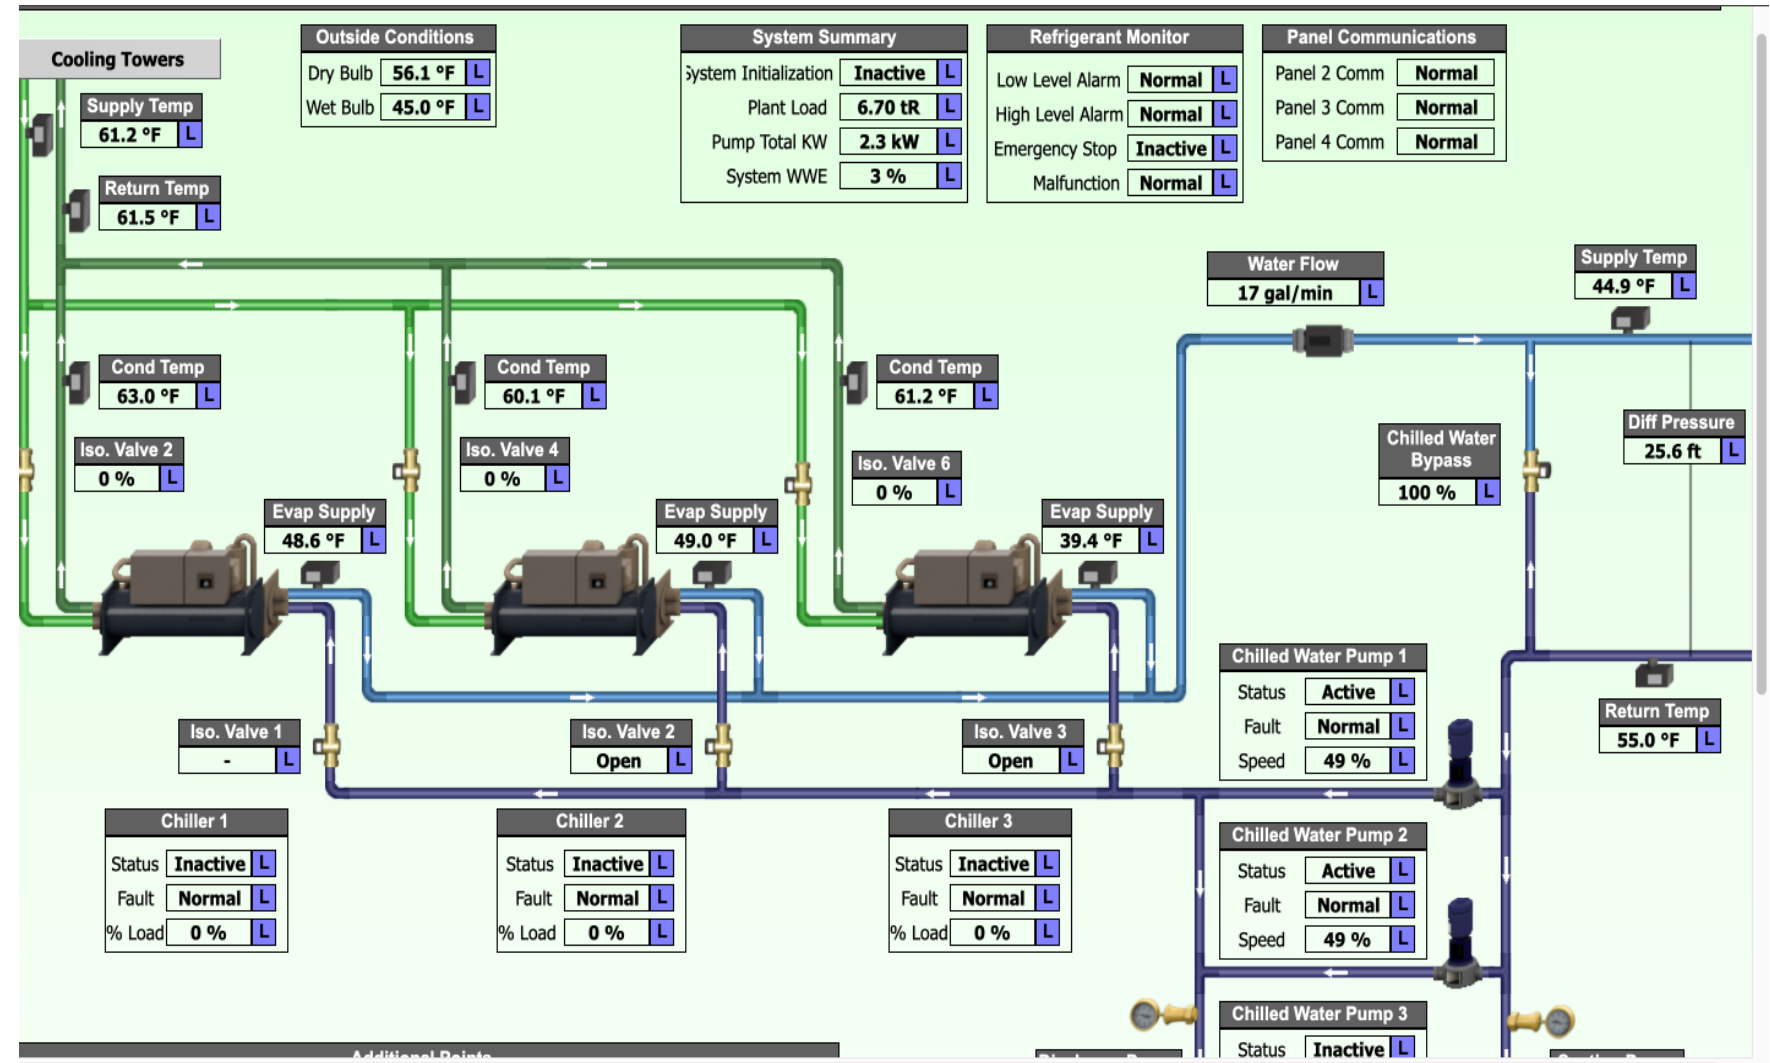 Cooling Towers
Supply Temp
61.2 °F L
Return Temp
61.5 °F L
Outside Conditions
Dry Bulb 56.1 °F L
Wet Bulb 45.0 °F L
System Summary
System Initialization Inactive L
Plant Load 6.70 tR L
Pump Total KW 2.3 kW L
System WWE 3 % L
Refrigerant Monitor
Low Level Alarm Normal L
High Level Alarm Normal L
Emergency Stop Inactive L
Malfunction Normal L
Panel Communications
Panel 2 Comm Normal
Panel 3 Comm Normal
Panel 4 Comm Normal
Water Flow
17 gal/min L
Supply Temp
44.9 °F L
Cond Temp
63.0 °F L
Cond Temp
60.1 °F L
Cond Temp
61.2 °F L
Iso. Valve 2
0 % L
Iso. Valve 4
0 % L
Iso. Valve 6
0 % L
Chilled Water
Bypass
100 % L
Diff Pressure
25.6 ft L
Evap Supply
48.6 °F L
Evap Supply
49.0 °F L
Evap Supply
39.4 °F L
Iso. Valve 1
- L
Iso. Valve 2
Open L
Iso. Valve 3
Open L
Chilled Water Pump 1
Status Active L
Fault Normal L
Speed 49 % L
Return Temp
55.0 °F L
Chiller 1
Status Inactive L
Fault Normal L
% Load 0 % L
Chiller 2
Status Inactive L
Fault Normal L
% Load 0 % L
Chiller 3
Status Inactive L
Fault Normal L
% Load 0 % L
Chilled Water Pump 2
Status Active L
Fault Normal L
Speed 49 % L
Chilled Water Pump 3
Status Inactive L
Additional Points